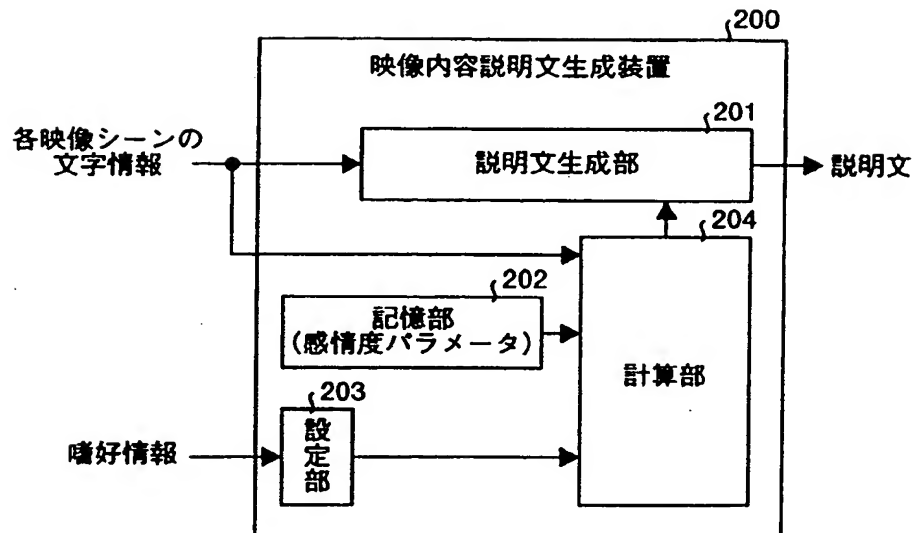 200
映像内容説明文生成装置
201
各映像シーンの
文字情報
説明文生成部
説明文
204
202
記憶部
(感情度パラメータ)
計算部
203
設定部
嗜好情報